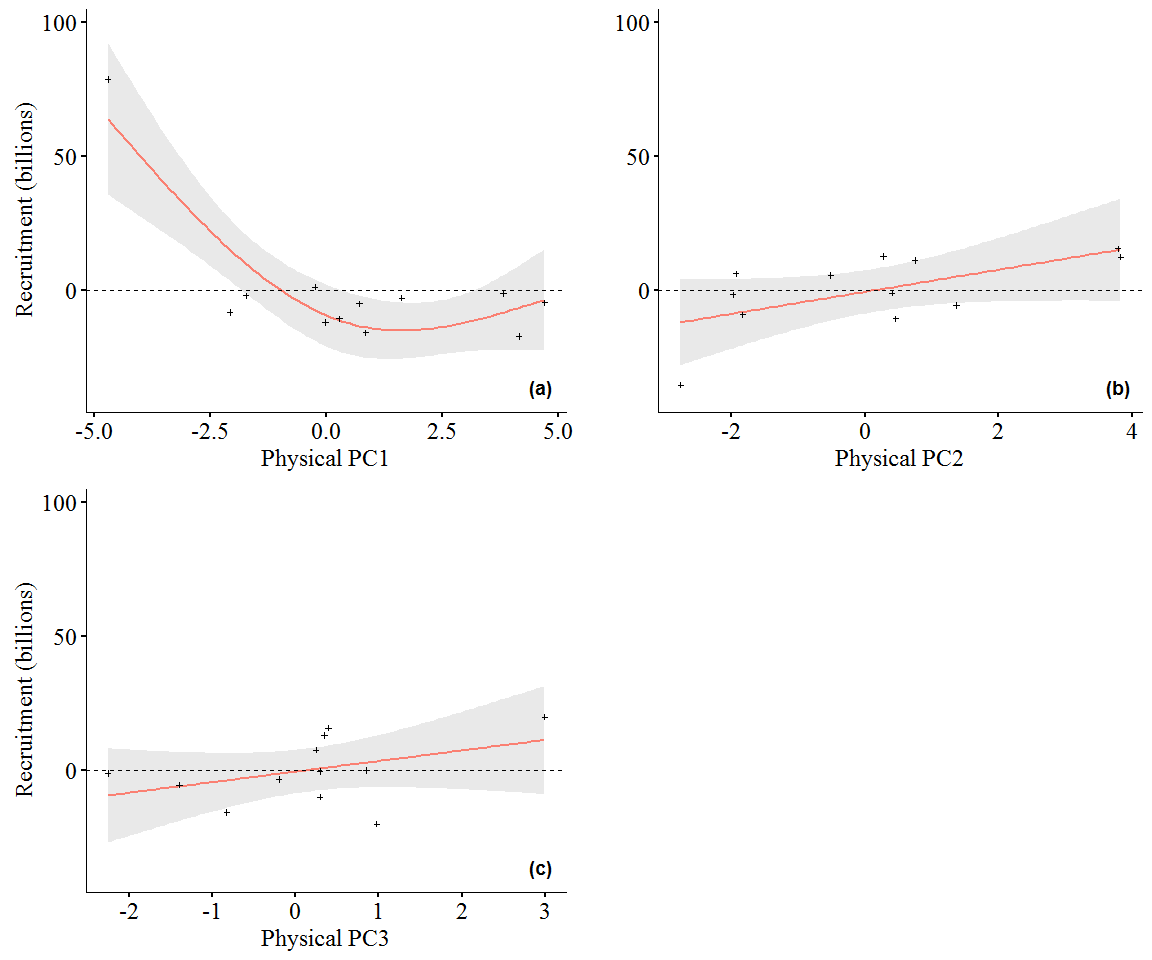 100
50
0
Recruitment (billions)
(a)
-5.0 -2.5 0.0 2.5 5.0
Physical PC1
100
50
0
(b)
-2 0 2 4
Physical PC2
100
50
0
Recruitment (billions)
(c)
-2 -1 0 1 2 3
Physical PC3